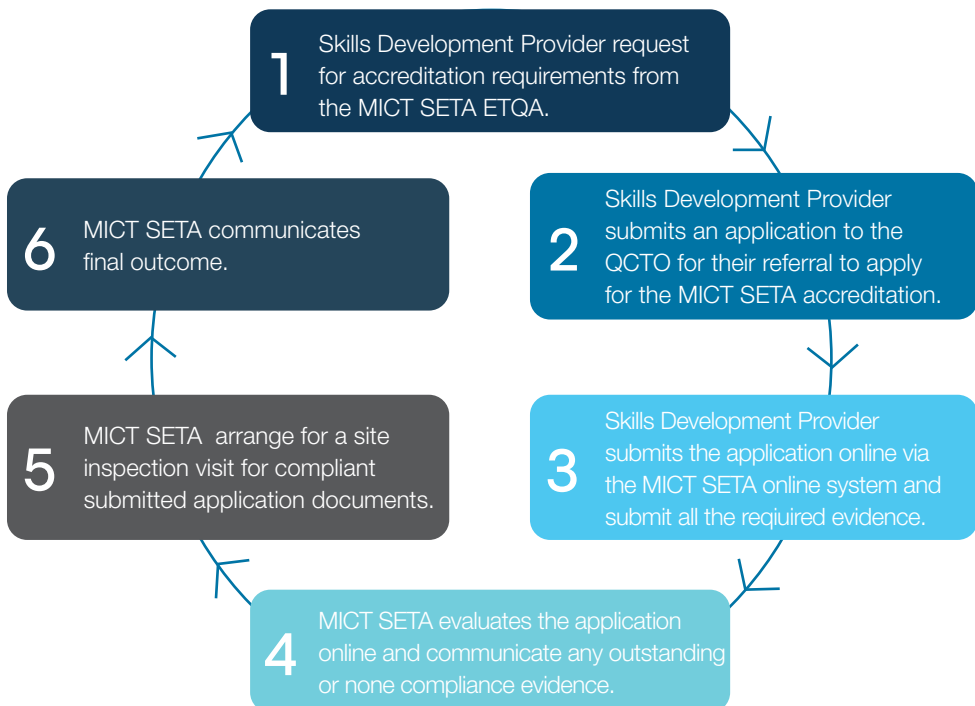 1
Skills Development Provider request
for accreditation requirements from
the MICT SETA ETQA.
2
Skills Development Provider
submits an application to the
QCTO for their referral to apply
for the MICT SETA accreditation.
3
Skills Development Provider
submits the application online via
the MICT SETA online system and
submit all the reqiuired evidence.
4
MICT SETA evaluates the application
online and communicate any outstanding
or none compliance evidence.
5
MICT SETA arrange for a site
inspection visit for compliant
submitted application documents.
6
MICT SETA communicates
final outcome.